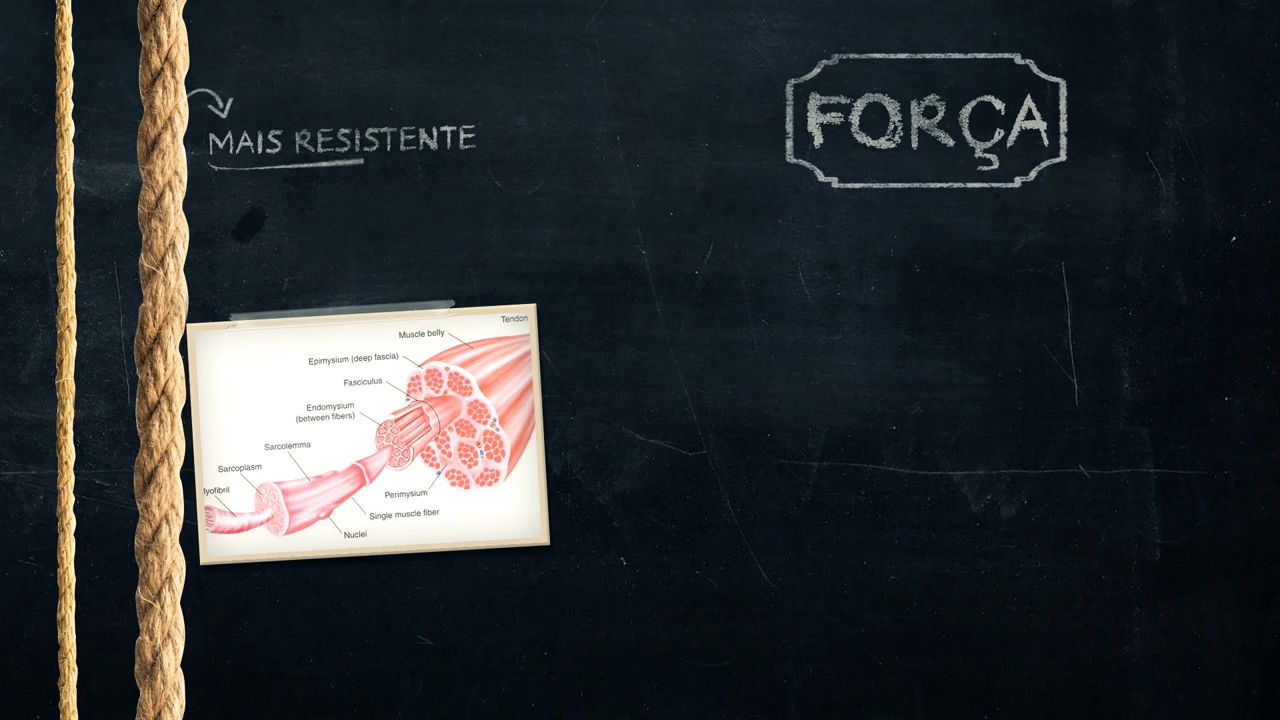 FORÇA
MAIS RESISTENTE
Tendon
Muscle belly
Epimysium (deep fascia)
Fasciculus
Endomysium
(between fibers)
Sarcolemma
Sarcoplasm
Perimysium
Single muscle fiber
Nuclei